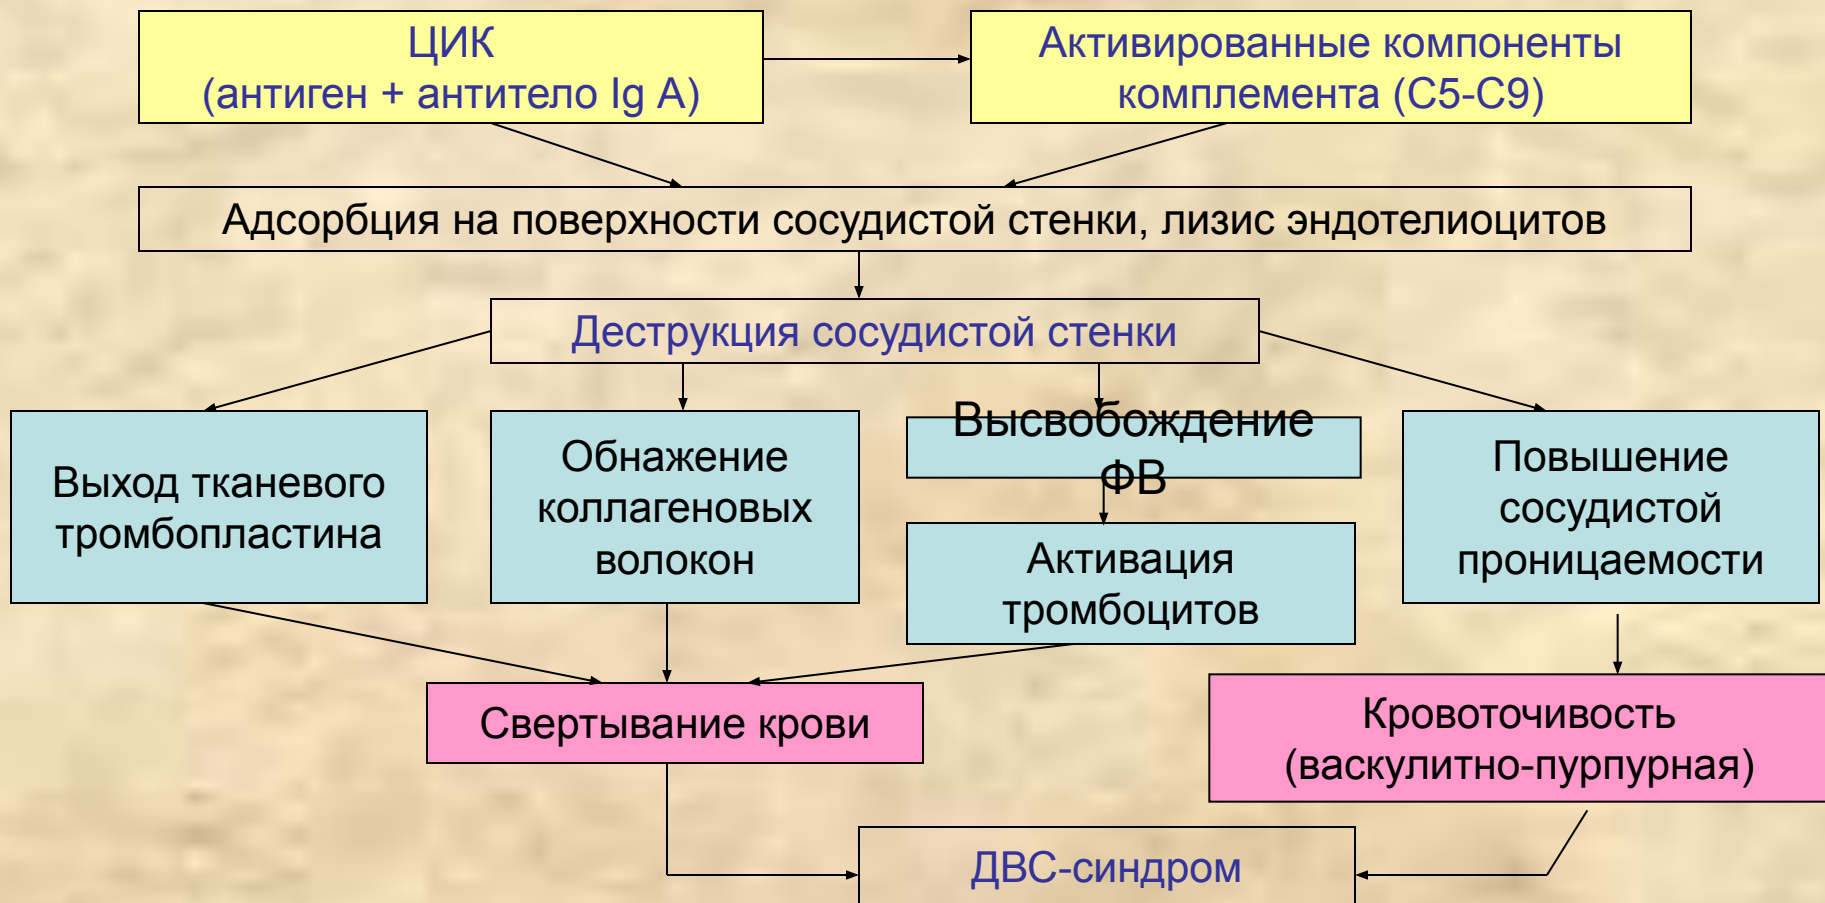 ЦИК
(антиген + антитело Ig A)
Активированные компоненты
комплемента (С5-С9)
Адсорбция на поверхности сосудистой стенки, лизис эндотелиоцитов
Деструкция сосудистой стенки
Выход тканевого
тромбопластина
Обнажение
коллагеновых
волокон
Высвобождение
ФВ
Активация
тромбоцитов
Повышение
сосудистой
проницаемости
Свертывание крови
Кровоточивость
(васкулитно-пурпурная)
ДВС-синдром